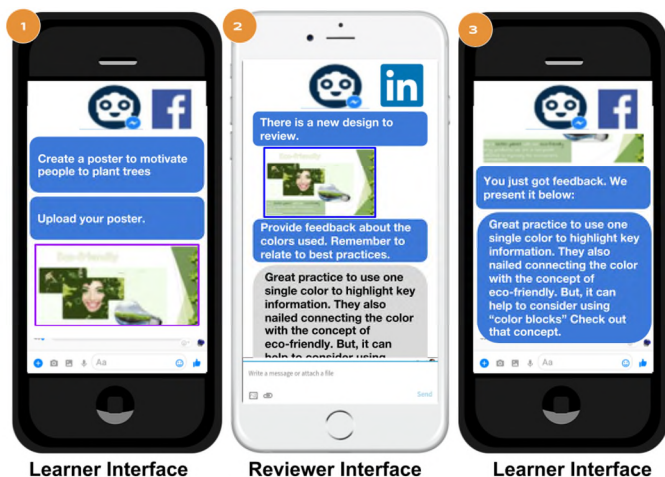 1
2
3
f
in
f
Create a poster to motivate
people to plant trees
Upload your poster.
Eco-friendly
Aa
Learner Interface
There is a new design to
review.
Provide feedback about the
colors used. Remember to
relate to best practices.
Great practice to use one
single color to highlight key
information. They also
nailed connecting the color
with the concept of
eco-friendly. But, it can
help to consider using
Write a message or attach a file
Send
Reviewer Interface
You just got feedback. We
present it below:
Great practice to use one
single color to highlight key
information. They also
nailed connecting the color
with the concept of
eco-friendly. But, it can
help to consider using
“color blocks” Check out
that concept.
Aa
Learner Interface